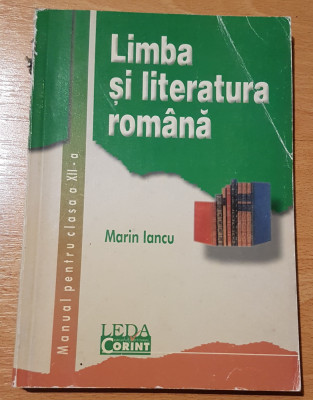 Limba
și literatura
română
Manual pentru clasa a XII-a
Marin Iancu
LEDA
CORINT